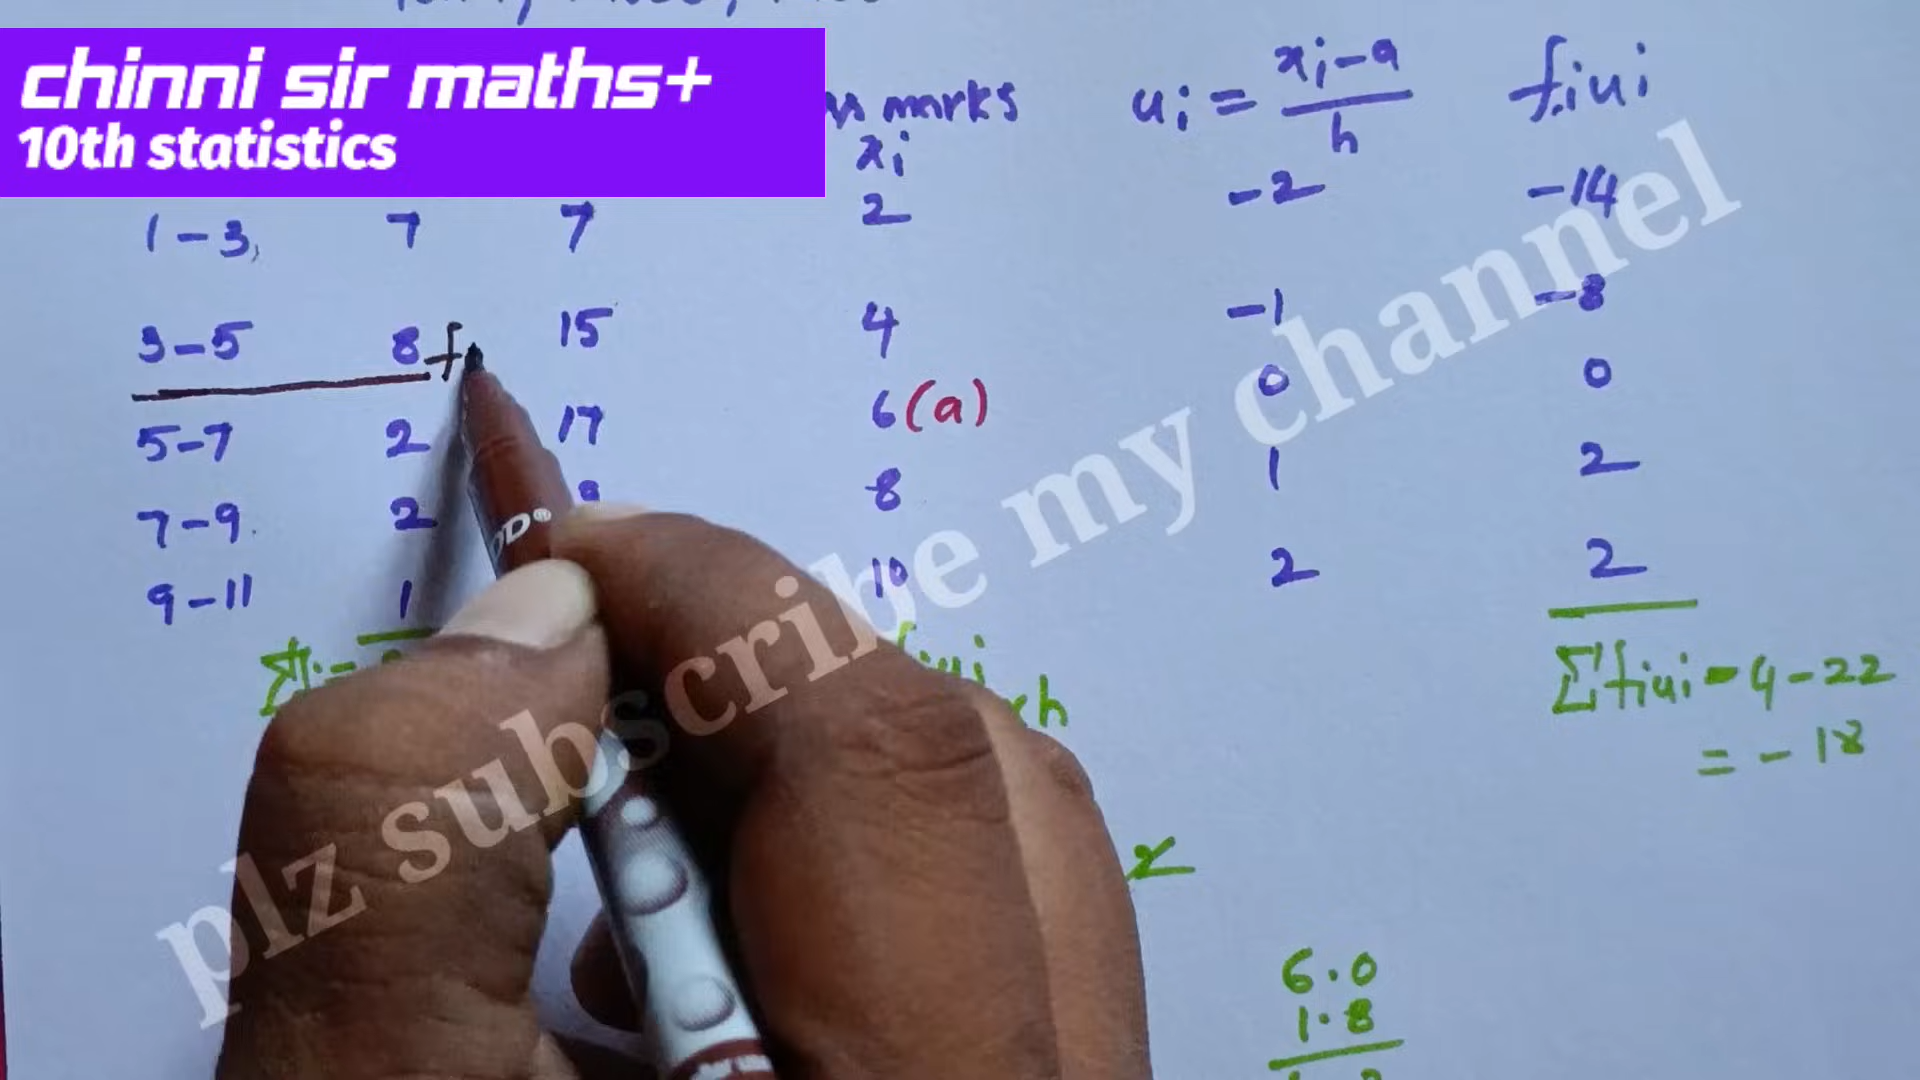 chinni sir maths+
10th statistics
marks
xi
ui = xi-a
h
fiui
1-3, 7 7 2 -2 -14
3-5 8 f 15 4 -1 -8
5-7 2 17 6 (a) 0 0
7-9. 2 8 1 2
9-11 1 10 2 2
Σfiui = 4-22
= -18
×h
6.0
1.8
plz subscribe my channel